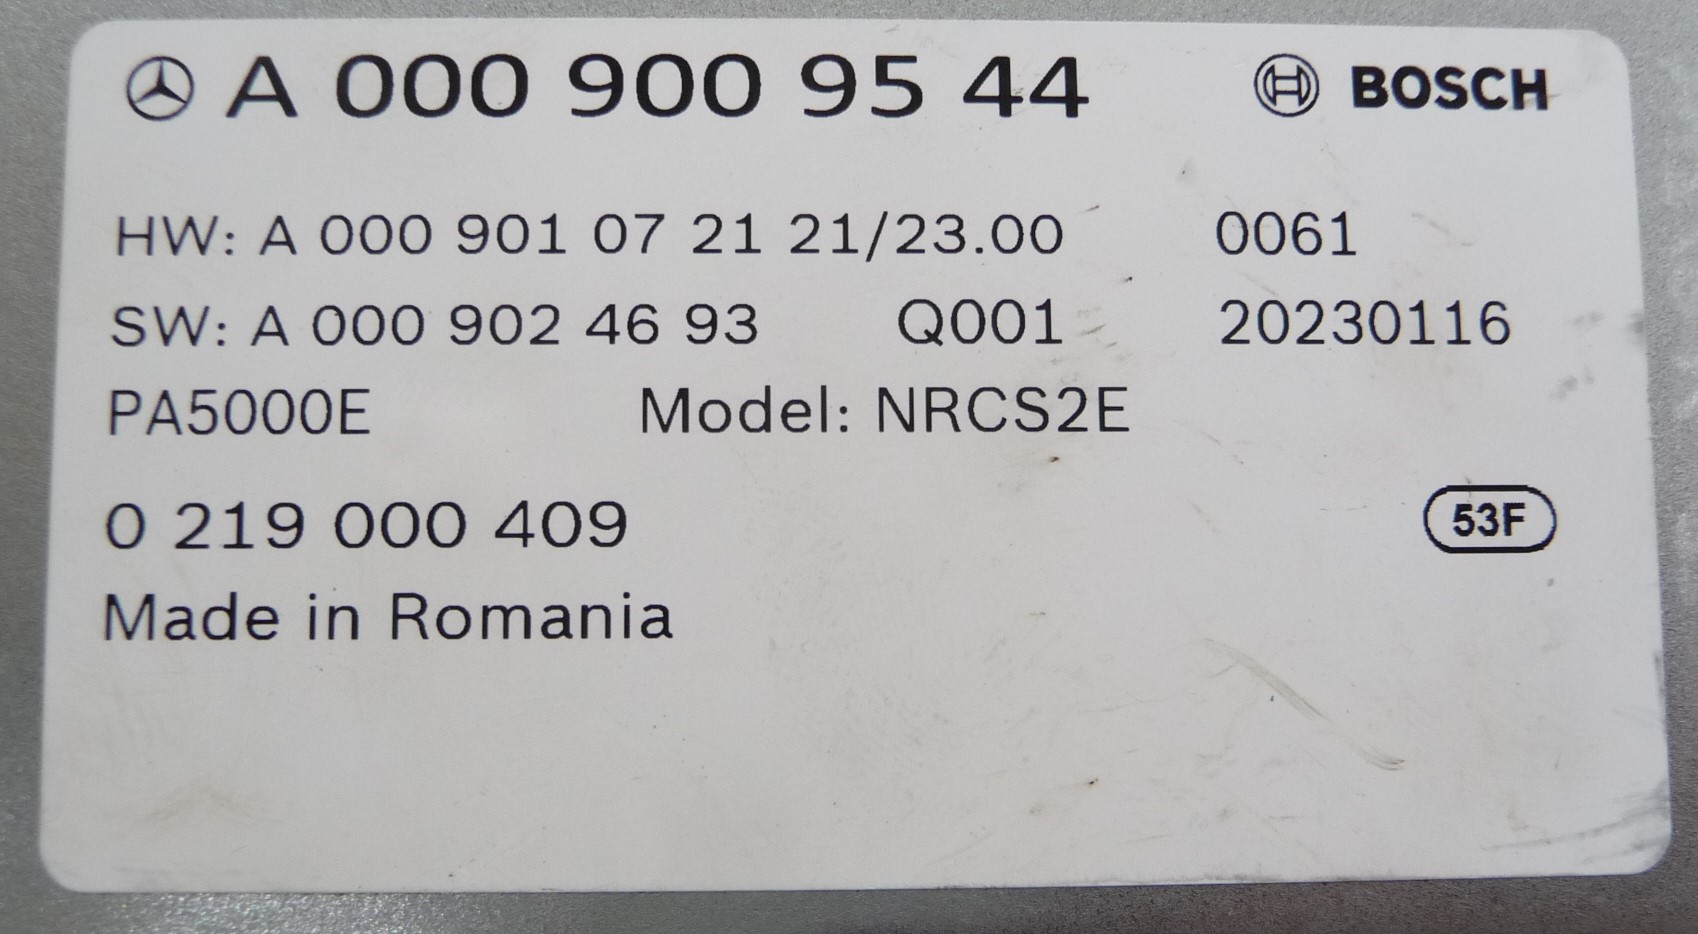 A 000 900 95 44 BOSCH
HW: A 000 901 07 21 21/23.00 0061
SW: A 000 902 46 93 Q001 20230116
PA5000E Model: NRCS2E
0 219 000 409 53F
Made in Romania